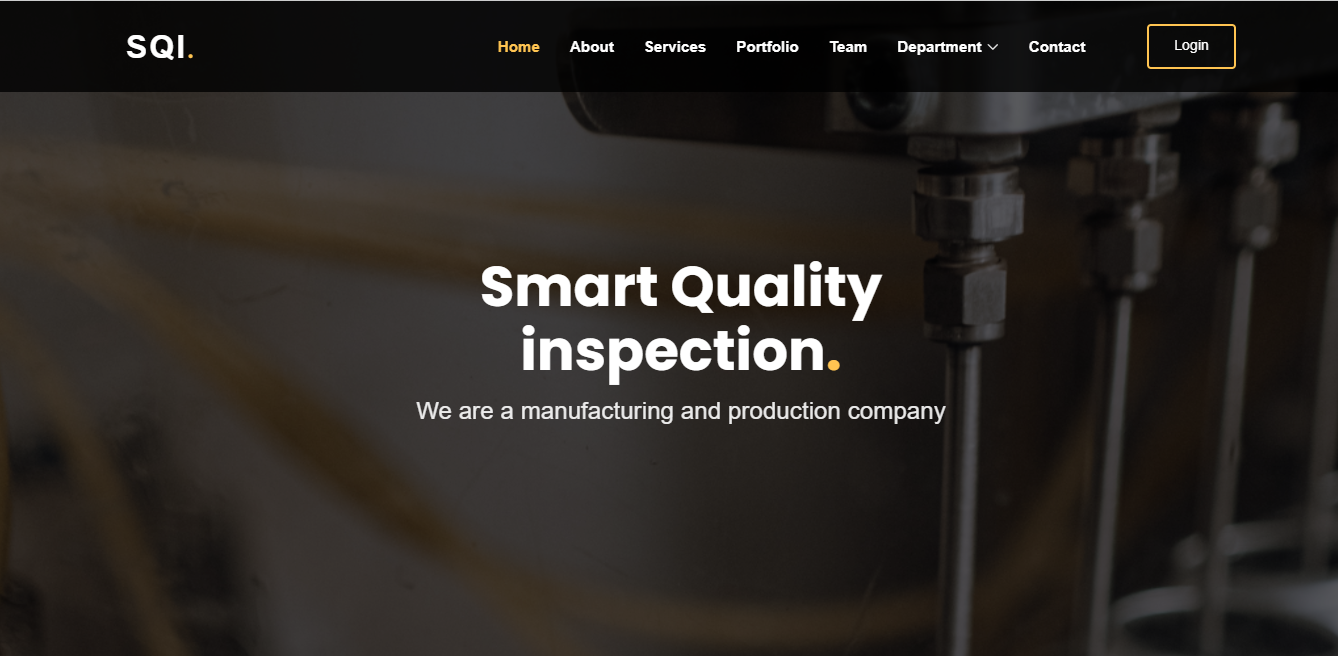 SQI.
Home About Services Portfolio Team Department Contact Login
Smart Quality
inspection.
We are a manufacturing and production company